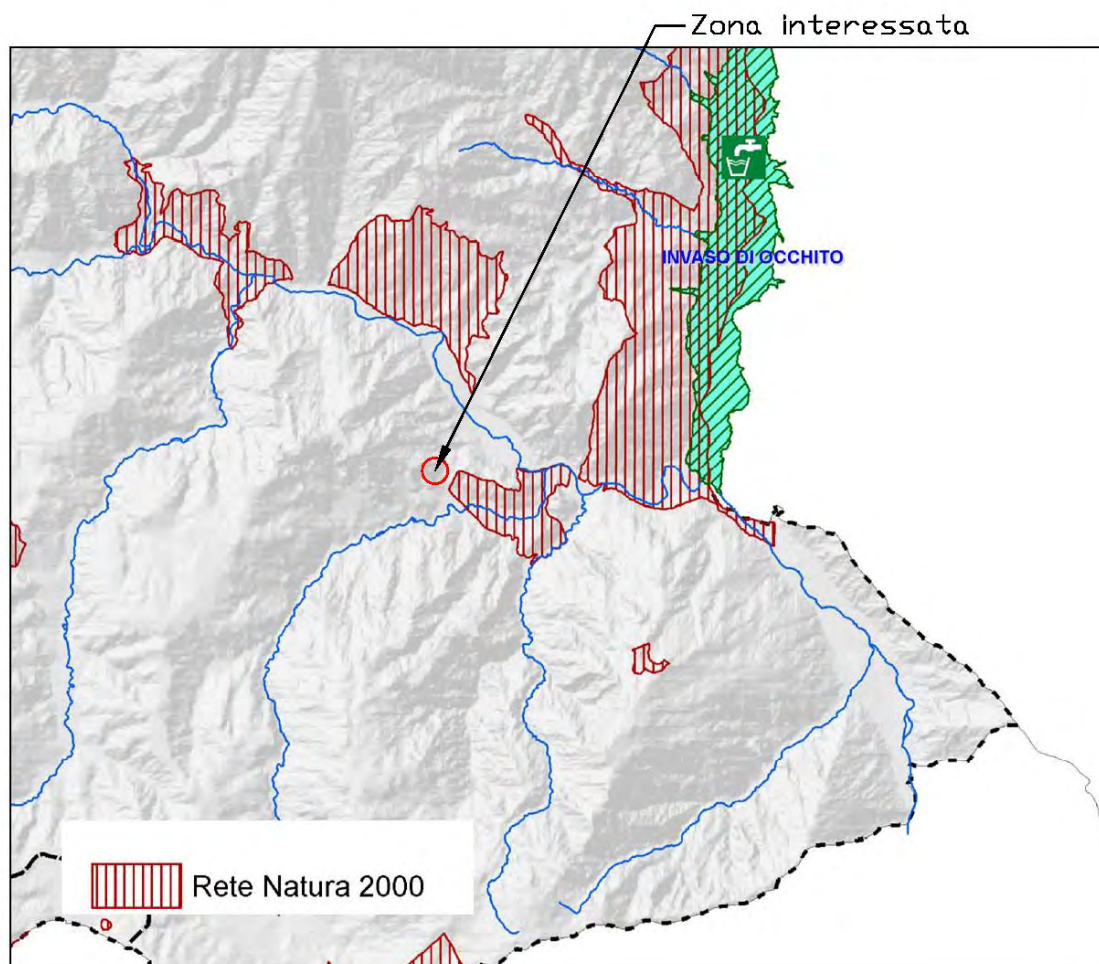 Zona interessata
INVASO DI OCCHITO
Rete Natura 2000